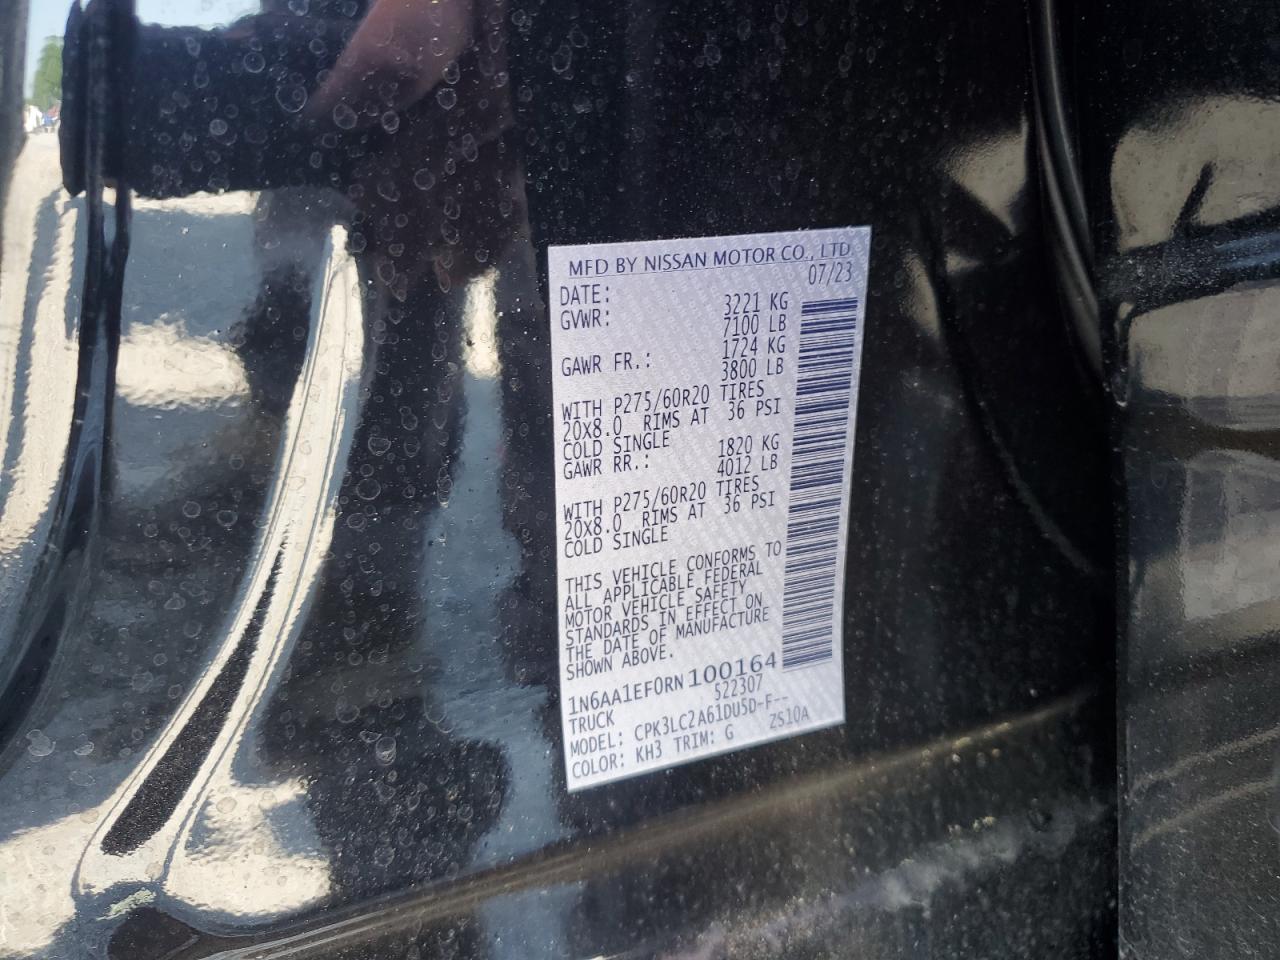 MFD BY NISSAN MOTOR CO., LTD
DATE: 07/23
GVWR: 3221 KG
7100 LB
GAWR FR.: 1724 KG
3800 LB
WITH P275/60R20 TIRES
20X8.0 RIMS AT 36 PSI
COLD SINGLE
GAWR RR.: 1820 KG
4012 LB
WITH P275/60R20 TIRES
20X8.0 RIMS AT 36 PSI
COLD SINGLE
THIS VEHICLE CONFORMS TO
ALL APPLICABLE FEDERAL
MOTOR VEHICLE SAFETY
STANDARDS IN EFFECT ON
THE DATE OF MANUFACTURE
SHOWN ABOVE.
1N6AA1EF0RN100164
TRUCK 522307
MODEL: CPK3LC2A61DU5D-F--
COLOR: KH3 TRIM: G ZS10A